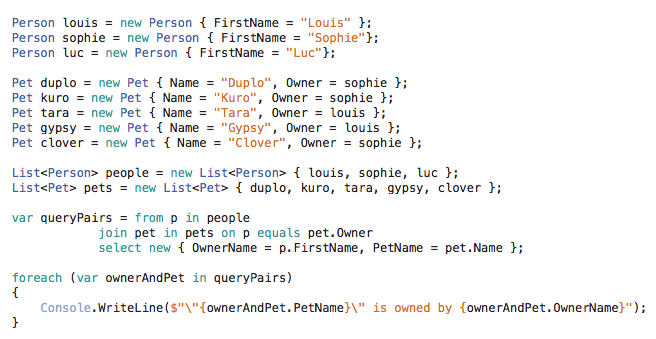 Person louis = new Person { FirstName = "Louis" };
Person sophie = new Person { FirstName = "Sophie"};
Person luc = new Person { FirstName = "Luc"};
Pet duplo = new Pet { Name = "Duplo", Owner = sophie };
Pet kuro = new Pet { Name = "Kuro", Owner = sophie };
Pet tara = new Pet { Name = "Tara", Owner = louis };
Pet gypsy = new Pet { Name = "Gypsy", Owner = louis };
Pet clover = new Pet { Name = "Clover", Owner = sophie };
List<Person> people = new List<Person> { louis, sophie, luc };
List<Pet> pets = new List<Pet> { duplo, kuro, tara, gypsy, clover };
var queryPairs = from p in people
            join pet in pets on p equals pet.Owner
            select new { OwnerName = p.FirstName, PetName = pet.Name };
foreach (var ownerAndPet in queryPairs)
{
    Console.WriteLine($"\"{ownerAndPet.PetName}\" is owned by {ownerAndPet.OwnerName}");
}